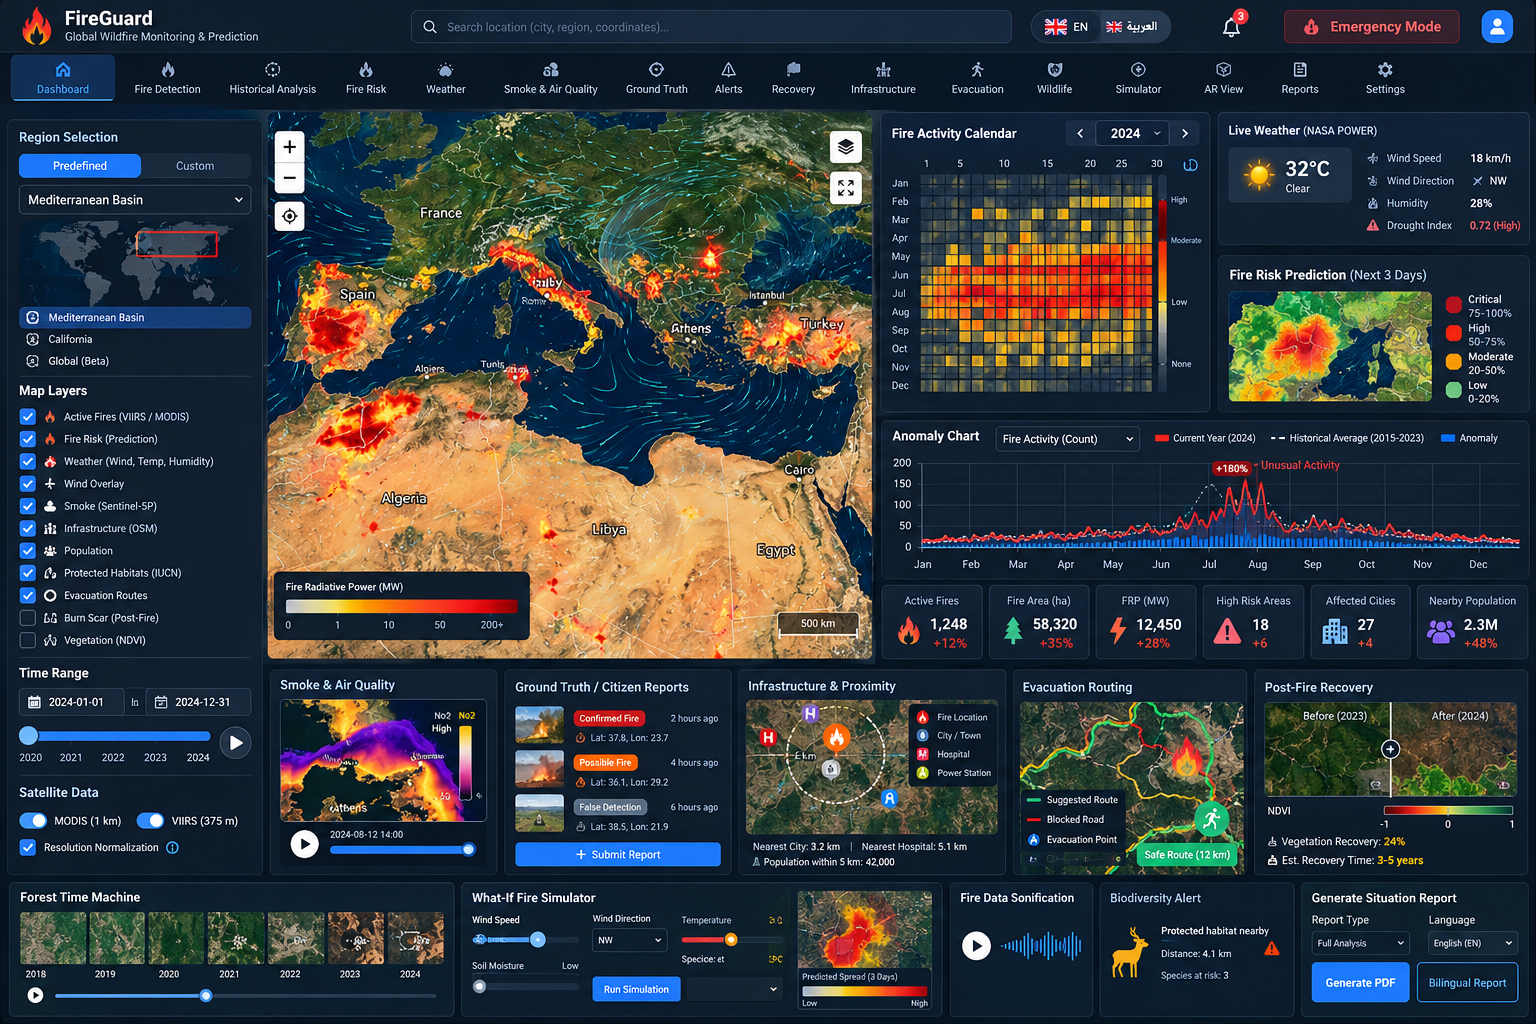 FireGuard
Global Wildfire Monitoring & Prediction
Search location (city, region, coordinates)...
EN
العربية
3
Emergency Mode
Dashboard
Fire Detection
Historical Analysis
Fire Risk
Weather
Smoke & Air Quality
Ground Truth
Alerts
Recovery
Infrastructure
Evacuation
Wildlife
Simulator
AR View
Reports
Settings
Region Selection
Predefined
Custom
Mediterranean Basin
Mediterranean Basin
California
Global (Beta)
Map Layers
Active Fires (VIIRS / MODIS)
Fire Risk (Prediction)
Weather (Wind, Temp, Humidity)
Wind Overlay
Smoke (Sentinel-5P)
Infrastructure (OSM)
Population
Protected Habitats (IUCN)
Evacuation Routes
Burn Scar (Post-Fire)
Vegetation (NDVI)
Time Range
2024-01-01
2024-12-31
2020 2021 2022 2023 2024
Satellite Data
MODIS (1 km)
VIIRS (375 m)
Resolution Normalization
+
−
France
Spain
Istanbul
Athens
Turkey
Algiers
Tunis
Cairo
Algeria
Libya
Egypt
Fire Radiative Power (MW)
0 1 10 50 200+
500 km
Fire Activity Calendar
2024
1 5 10 15 20 25 30
Jan
Feb
Mar
Apr
May
Jun
Jul
Aug
Sep
Oct
Nov
Dec
High
Moderate
Low
None
Live Weather (NASA POWER)
32°C
Clear
Wind Speed 18 km/h
Wind Direction NW
Humidity 28%
Drought Index 0.72 (High)
Fire Risk Prediction (Next 3 Days)
Critical
75-100%
High
50-75%
Moderate
20-50%
Low
0-20%
Anomaly Chart
Fire Activity (Count)
Current Year (2024)
Historical Average (2015-2023)
Anomaly
+180%
Unusual Activity
200
150
100
50
0
Jan Feb Mar Apr May Jun Jul Aug Sep Oct Nov Dec
Active Fires
1,248
+12%
Fire Area (ha)
58,320
+35%
FRP (MW)
12,450
+28%
High Risk Areas
18
+6
Affected Cities
27
+4
Nearby Population
2.3M
+48%
Smoke & Air Quality
No2 No2
High
Athens
2024-08-12 14:00
Ground Truth / Citizen Reports
Confirmed Fire
2 hours ago
Lat: 37.8, Lon: 23.7
Possible Fire
4 hours ago
Lat: 36.1, Lon: 29.2
False Detection
6 hours ago
Lat: 38.5, Lon: 21.9
+ Submit Report
Infrastructure & Proximity
H
H
Fire Location
City / Town
Hospital
Power Station
Nearest City: 3.2 km | Nearest Hospital: 5.1 km
Population within 5 km: 42,000
Evacuation Routing
Suggested Route
Blocked Road
Evacuation Point
Safe Route (12 km)
Post-Fire Recovery
Before (2023)
After (2024)
NDVI
-1 0 1
Vegetation Recovery: 24%
Est. Recovery Time: 3-5 years
Forest Time Machine
2018 2019 2020 2021 2022 2023 2024
What-If Fire Simulator
Wind Speed
Wind Direction
NW
Temperature
Soil Moisture Low
Specice: et
Run Simulation
Predicted Spread (3 Days)
Low High
Fire Data Sonification
Biodiversity Alert
Protected habitat nearby
Distance: 4.1 km
Species at risk: 3
Generate Situation Report
Report Type
Language
Full Analysis
English (EN)
Generate PDF
Bilingual Report